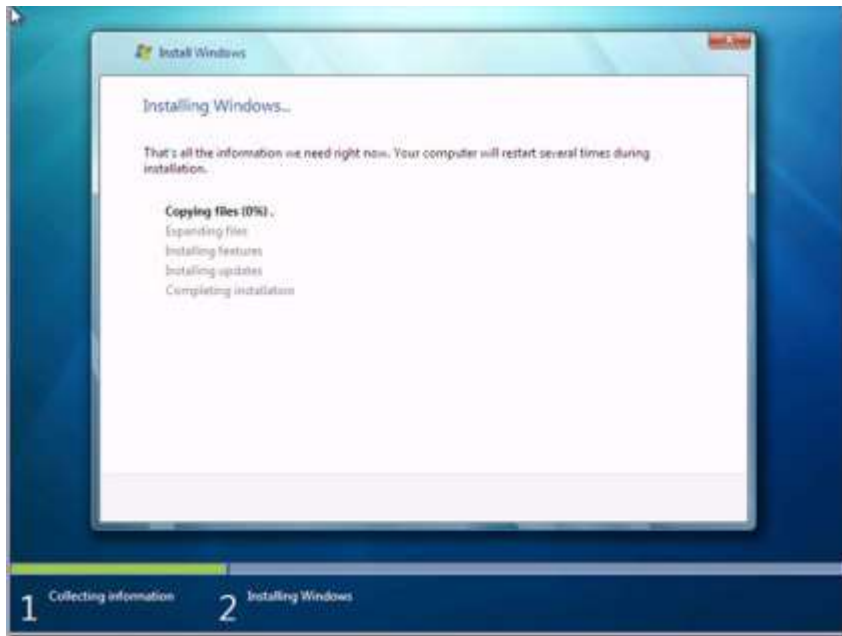 Install Windows
Installing Windows...
That's all the information we need right now. Your computer will restart several times during
installation.
Copying files (0%) .
Expanding files
Installing features
Installing updates
Completing installation
1 Collecting information
2 Installing Windows